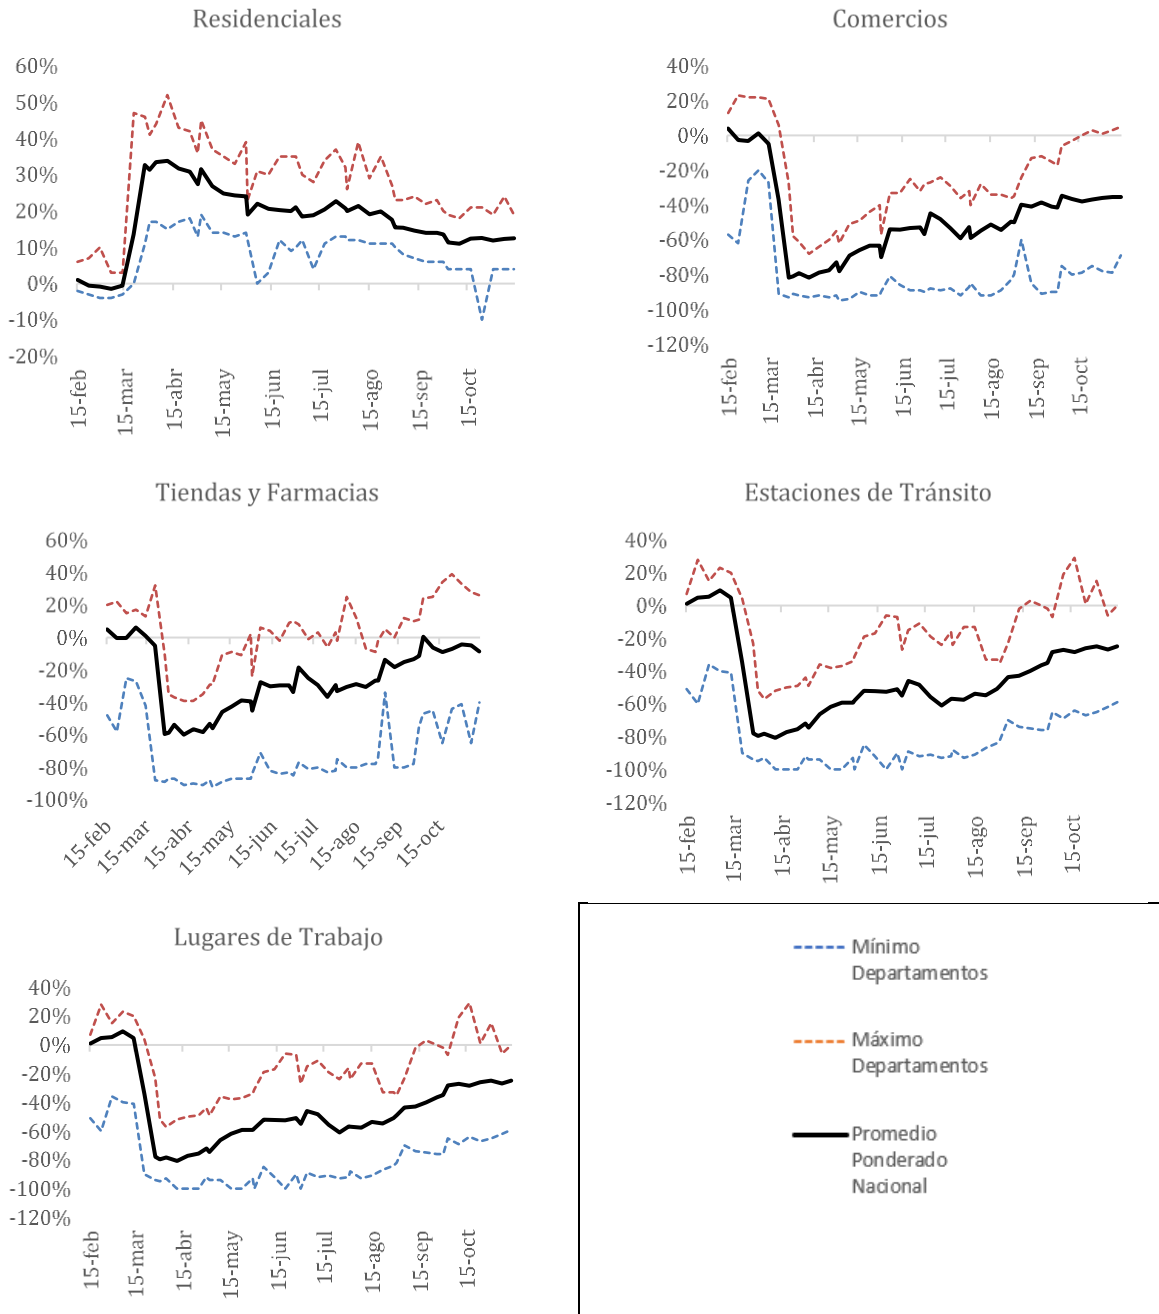 Residenciales
60%
50%
40%
30%
20%
10%
0%
-10%
-20%
15-feb
15-mar
15-abr
15-may
15-jun
15-jul
15-ago
15-sep
15-oct
Comercios
40%
20%
0%
-20%
-40%
-60%
-80%
-100%
-120%
15-feb
15-mar
15-abr
15-may
15-jun
15-jul
15-ago
15-sep
15-oct
Tiendas y Farmacias
60%
40%
20%
0%
-20%
-40%
-60%
-80%
-100%
15-feb
15-mar
15-abr
15-may
15-jun
15-jul
15-ago
15-sep
15-oct
Estaciones de Tránsito
40%
20%
0%
-20%
-40%
-60%
-80%
-100%
-120%
15-feb
15-mar
15-abr
15-may
15-jun
15-jul
15-ago
15-sep
15-oct
Lugares de Trabajo
40%
20%
0%
-20%
-40%
-60%
-80%
-100%
-120%
15-feb
15-mar
15-abr
15-may
15-jun
15-jul
15-ago
15-sep
15-oct
Mínimo
Departamentos
Máximo
Departamentos
Promedio
Ponderado
Nacional